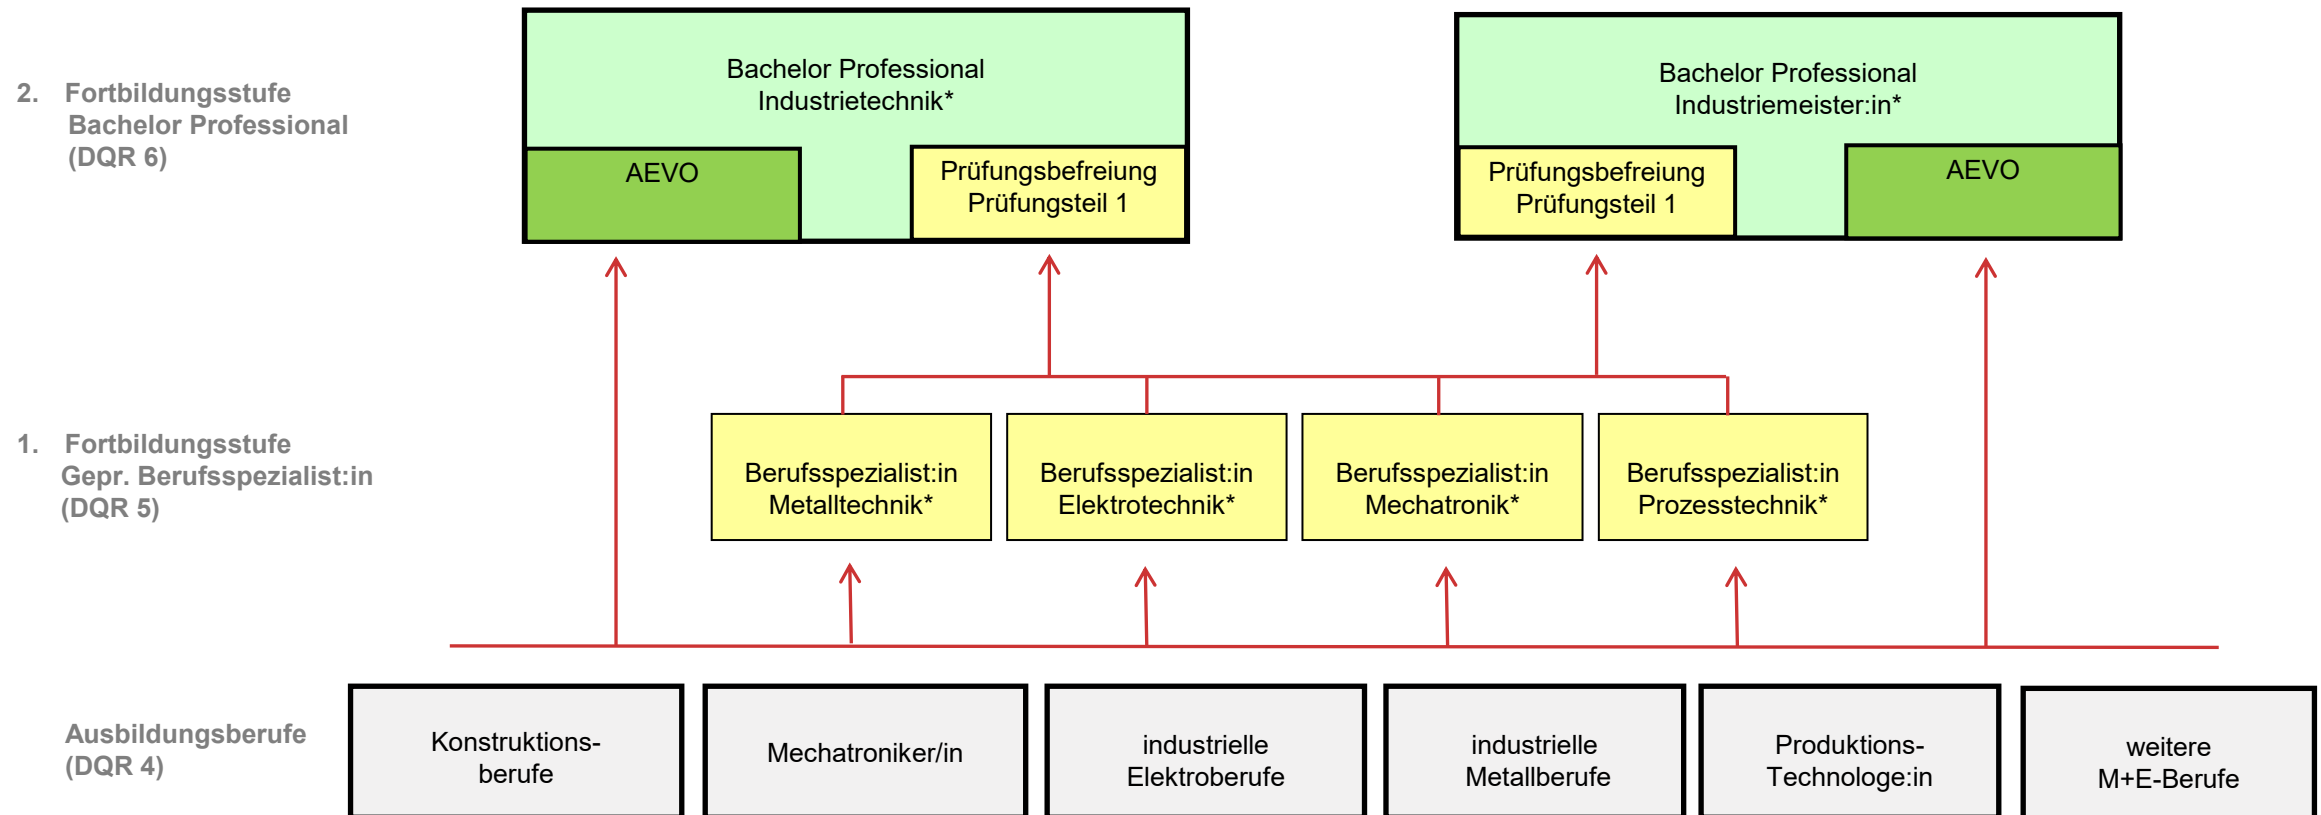 2. Fortbildungsstufe
Bachelor Professional
(DQR 6)
Bachelor Professional
Industrietechnik*
AEVO
Prüfungsbefreiung
Prüfungsteil 1
Bachelor Professional
Industriemeister:in*
Prüfungsbefreiung
Prüfungsteil 1
AEVO
1. Fortbildungsstufe
Gepr. Berufsspezialist:in
(DQR 5)
Berufsspezialist:in
Metalltechnik*
Berufsspezialist:in
Elektrotechnik*
Berufsspezialist:in
Mechatronik*
Berufsspezialist:in
Prozesstechnik*
Ausbildungsberufe
(DQR 4)
Konstruktions-
berufe
Mechatroniker/in
industrielle
Elektroberufe
industrielle
Metallberufe
Produktions-
Technologe:in
weitere
M+E-Berufe